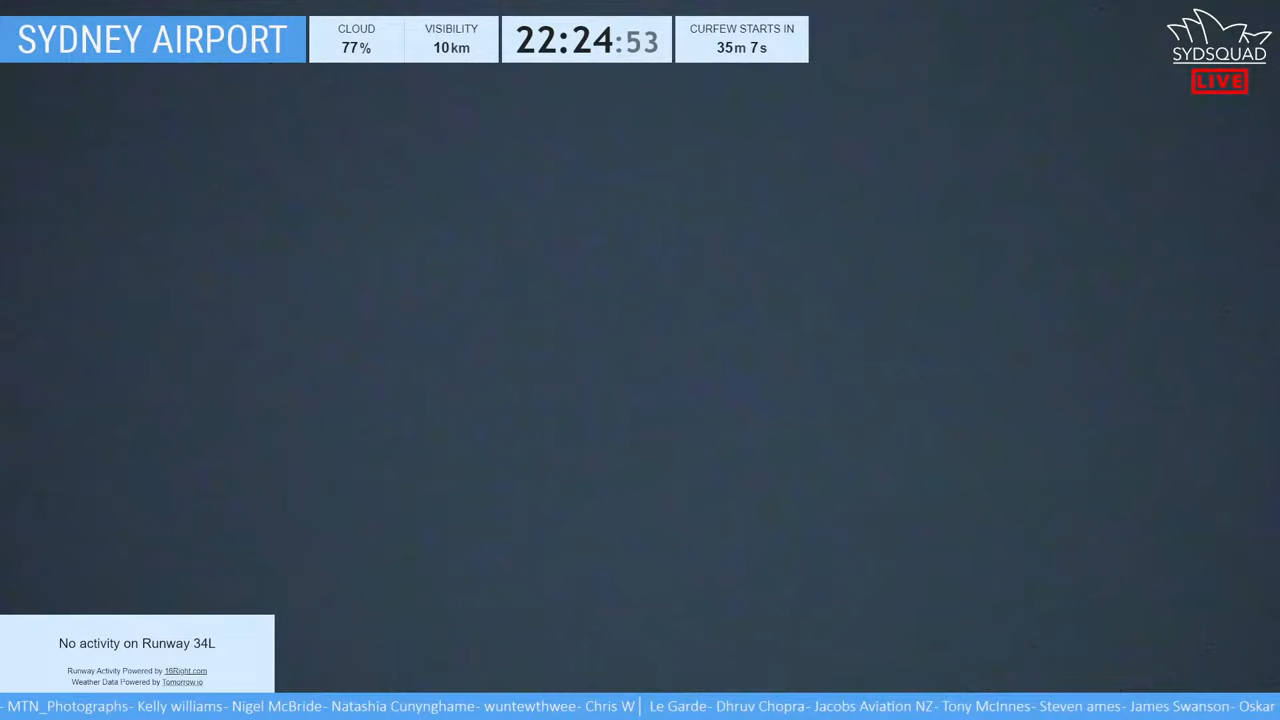 SYDNEY AIRPORT
CLOUD
77%
VISIBILITY
10km
22:24:53
CURFEW STARTS IN
35m 7s
SYDSQUAD
LIVE
No activity on Runway 34L
Runway Activity Powered by 16Right.com
Weather Data Powered by Tomorrow.io
- MTN_Photographs- Kelly williams- Nigel McBride- Natashia Cunynghame- wuntewthwee- Chris W| Le Garde- Dhruv Chopra- Jacobs Aviation NZ- Tony McInnes- Steven ames- James Swanson- Oskar